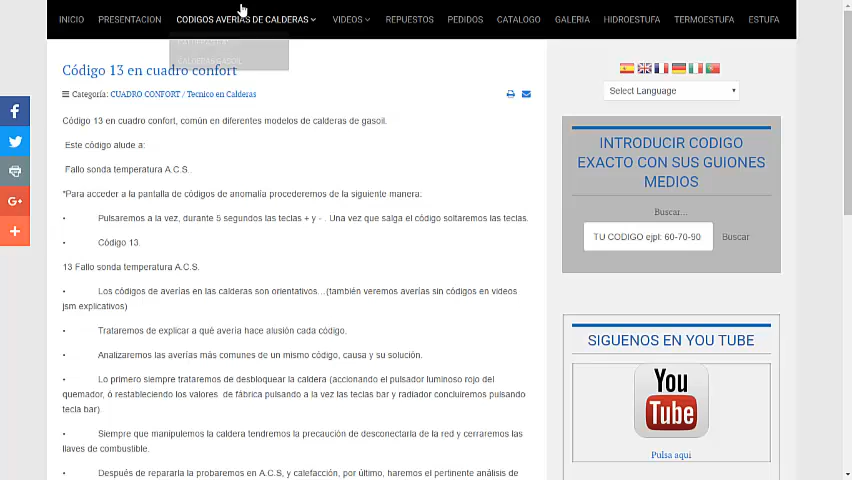 INICIO PRESENTACION CODIGOS AVERÍAS DE CALDERAS VIDEOS REPUESTOS PEDIDOS CATALOGO GALERIA HIDROESTUFA TERMOESTUFA ESTUFA
Código 13 en cuadro confort
Categoría: CUADRO CONFORT / Tecnico en Calderas
Código 13 en cuadro confort, común en diferentes modelos de calderas de gasoil.
Este código alude a:
Fallo sonda temperatura A.C.S.
*Para acceder a la pantalla de códigos de anomalía procederemos de la siguiente manera:
• Pulsaremos a la vez, durante 5 segundos las teclas + y - . Una vez que salga el código soltaremos las teclas.
• Código 13.
13 Fallo sonda temperatura A.C.S.
• Los códigos de averías en las calderas son orientativos…(también veremos averías sin códigos en videos
jsm explicativos)
• Trataremos de explicar a qué avería hace alusión cada código.
• Analizaremos las averías más comunes de un mismo código, causa y su solución.
• Lo primero siempre trataremos de desbloquear la caldera (accionando el pulsador luminoso rojo del
quemador, ó restableciendo los valores de fábrica pulsando a la vez las teclas bar y radiador concluiremos pulsando
tecla bar)
• Siempre que manipulemos la caldera tendremos la precaución de desconectarla de la red y cerraremos las
llaves de combustible.
• Después de repararla la probaremos en A.C.S, y calefacción, por último, haremos el pertinente análisis de
Select Language
INTRODUCIR CODIGO
EXACTO CON SUS GUIONES
MEDIOS
Buscar...
TU CODIGO ejpl: 60-70-90 Buscar
SIGUENOS EN YOU TUBE
You
Tube
Pulsa aqui